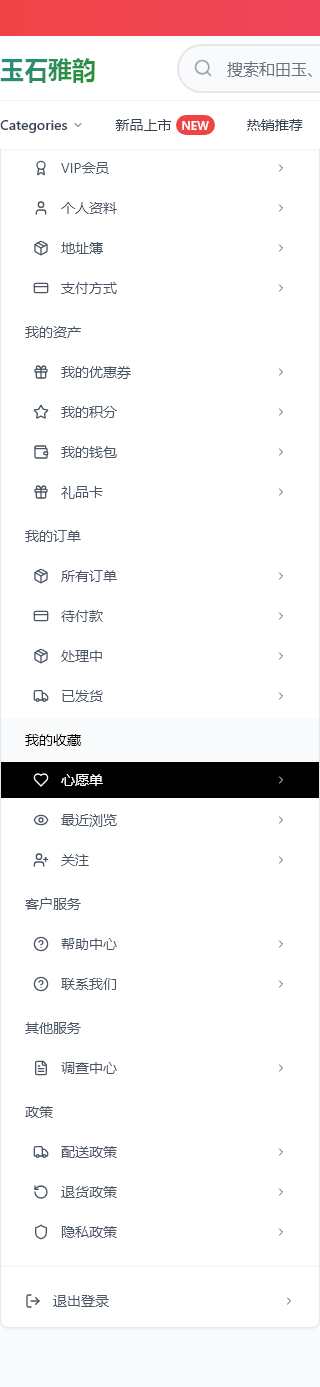 玉石雅韵
搜索和田玉、
Categories
新品上市 NEW
热销推荐
VIP会员
个人资料
地址簿
支付方式
我的资产
我的优惠券
我的积分
我的钱包
礼品卡
我的订单
所有订单
待付款
处理中
已发货
我的收藏
心愿单
最近浏览
关注
客户服务
帮助中心
联系我们
其他服务
调查中心
政策
配送政策
退货政策
隐私政策
退出登录